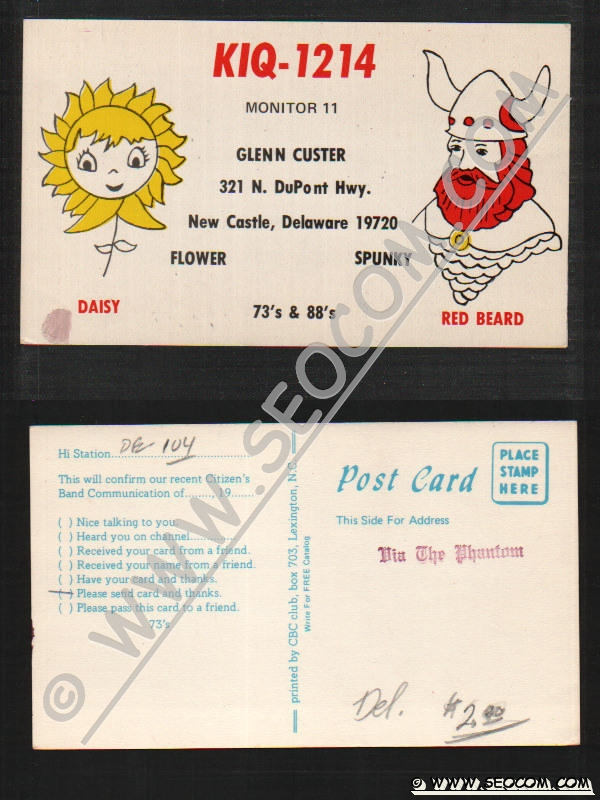 KIQ-1214
MONITOR 11
GLENN CUSTER
321 N. DuPont Hwy.
New Castle, Delaware 19720
FLOWER SPUNKY
DAISY
73's & 88's
RED BEARD
Hi Station DE 104
This will confirm our recent Citizen's
Band Communication of........, 19.......
( ) Nice talking to you.
( ) Heard you on channel..............
( ) Received your card from a friend.
( ) Received your name from a friend.
( ) Have your card and thanks.
( ) Please send card and thanks.
( ) Please pass this card to a friend.
73's
printed by CBC club, box 703, Lexington, N.C.
Write For FREE Catalog
Post Card
PLACE
STAMP
HERE
This Side For Address
Via The Phantom
Del. $2.00
© WWW.SEOCOM.COM
© WWW.SEOCOM.COM